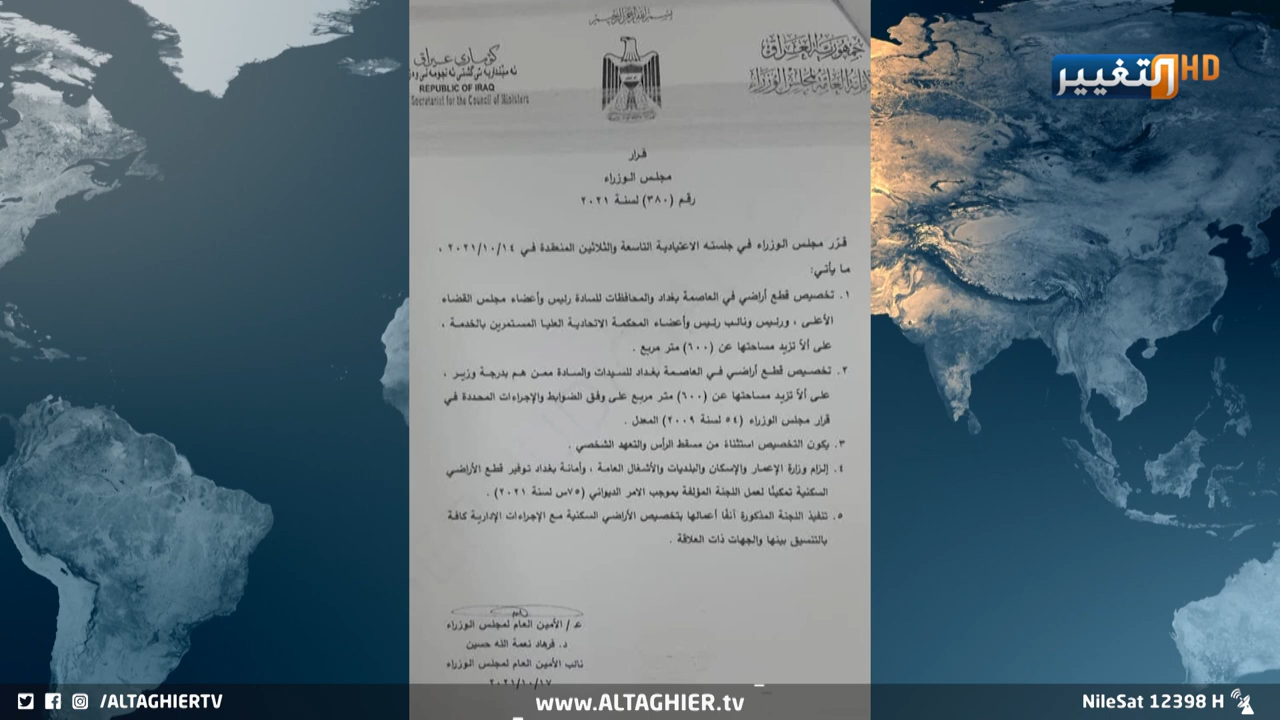 بسم الله الرحمن الرحيم
جمهورية العراق
لمجلس الوزراء
كۆماری عیراق
REPUBLIC OF IRAQ
Secretariat for the Council of Ministers
التغيير HD
قرار
مجلس الوزراء
رقم (٣٨٠) لسنة ٢٠٢١
قرّر مجلس الوزراء في جلسته الاعتيادية التاسعة والثلاثين المنعقدة في ٢٠٢١/١٠/١٤ ،
ما يأتي:
١. تخصيص قطع أراضي في العاصمة بغداد والمحافظات للسادة رئيس وأعضاء مجلس القضاء
الأعلى ، ورئيس ونائب رئيس وأعضاء المحكمة الاتحادية العليا المستمرين بالخدمة ،
على ألاّ تزيد مساحتها عن (٦٠٠) متر مربع .
٢. تخصيص قطع أراضي في العاصمة بغداد للسيدات والسادة ممن هم بدرجة وزير ،
على ألاّ تزيد مساحتها عن (٦٠٠) متر مربع على وفق الضوابط والإجراءات المحددة في
قرار مجلس الوزراء (٥٤ لسنة ٢٠٠٩) المعدل .
٣. يكون التخصيص استثناءً من مسقط الرأس والتعهد الشخصي .
٤. إلزام وزارة الإعمار والإسكان والبلديات والأشغال العامة ، وأمانة بغداد توفير قطع الأراضي
السكنية تمكينًا لعمل اللجنة المؤلفة بموجب الامر الديواني (٧٥س لسنة ٢٠٢١) .
٥. تنفيذ اللجنة المذكورة آنفًا أعمالها بتخصيص الأراضي السكنية مع الإجراءات الإدارية كافة
بالتنسيق بينها والجهات ذات العلاقة .
ع / الأمين العام لمجلس الوزراء
د. فرهاد نعمة الله حسين
نائب الأمين العام لمجلس الوزراء
٢٠٢١/١٠/١٧
/ALTAGHIERTV
www.ALTAGHIER.tv
NileSat 12398 H